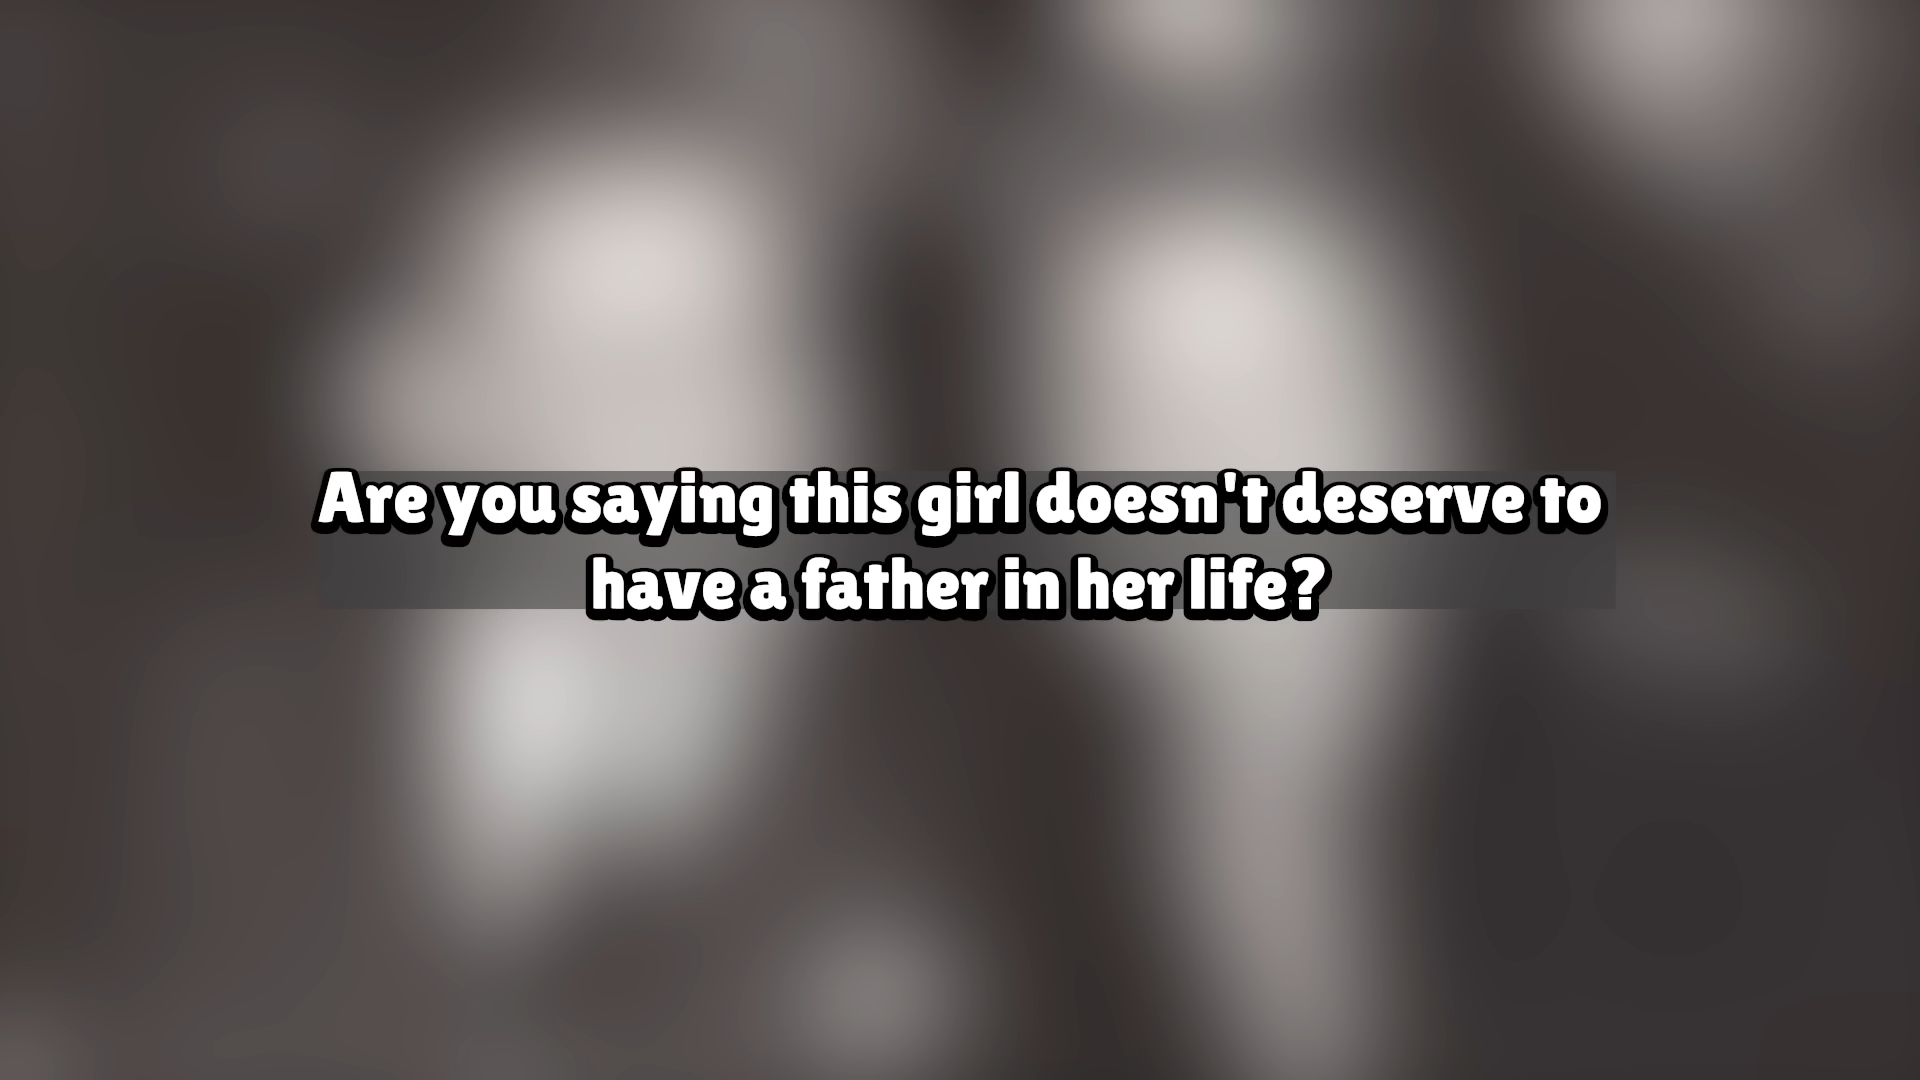 Are you saying this girl doesn't deserve to
have a father in her life?